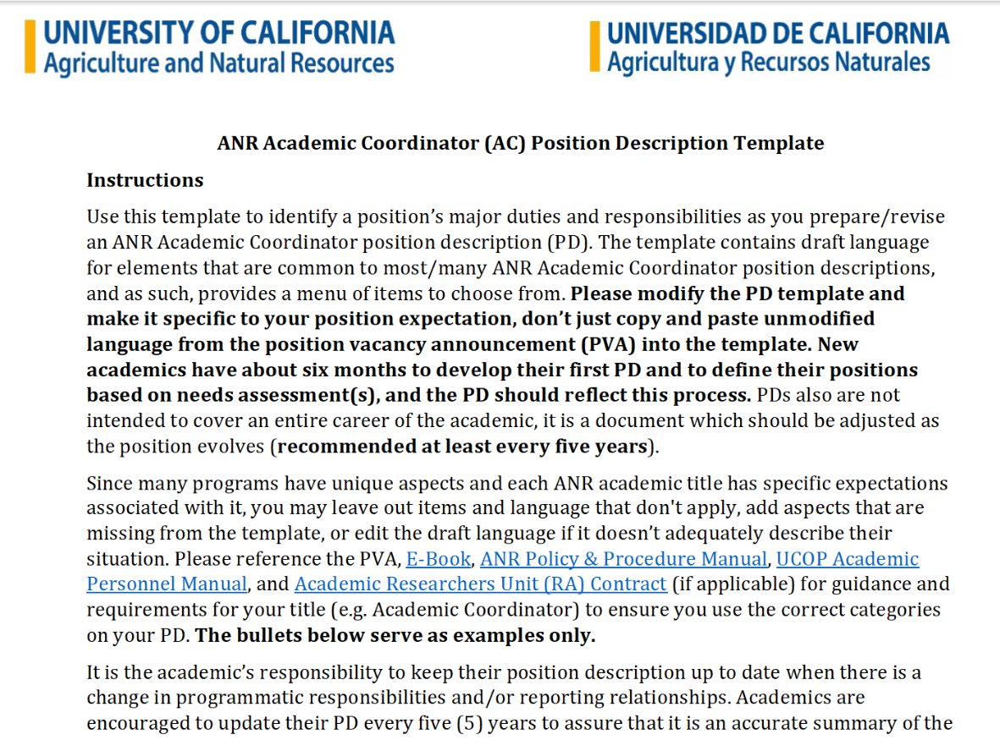 UNIVERSITY OF CALIFORNIA
Agriculture and Natural Resources
UNIVERSIDAD DE CALIFORNIA
Agricultura y Recursos Naturales
ANR Academic Coordinator (AC) Position Description Template
Instructions
Use this template to identify a position’s major duties and responsibilities as you prepare/revise
an ANR Academic Coordinator position description (PD). The template contains draft language
for elements that are common to most/many ANR Academic Coordinator position descriptions,
and as such, provides a menu of items to choose from. Please modify the PD template and
make it specific to your position expectation, don’t just copy and paste unmodified
language from the position vacancy announcement (PVA) into the template. New
academics have about six months to develop their first PD and to define their positions
based on needs assessment(s), and the PD should reflect this process. PDs also are not
intended to cover an entire career of the academic, it is a document which should be adjusted as
the position evolves (recommended at least every five years).
Since many programs have unique aspects and each ANR academic title has specific expectations
associated with it, you may leave out items and language that don't apply, add aspects that are
missing from the template, or edit the draft language if it doesn’t adequately describe their
situation. Please reference the PVA, E-Book, ANR Policy & Procedure Manual, UCOP Academic
Personnel Manual, and Academic Researchers Unit (RA) Contract (if applicable) for guidance and
requirements for your title (e.g. Academic Coordinator) to ensure you use the correct categories
on your PD. The bullets below serve as examples only.
It is the academic’s responsibility to keep their position description up to date when there is a
change in programmatic responsibilities and/or reporting relationships. Academics are
encouraged to update their PD every five (5) years to assure that it is an accurate summary of the